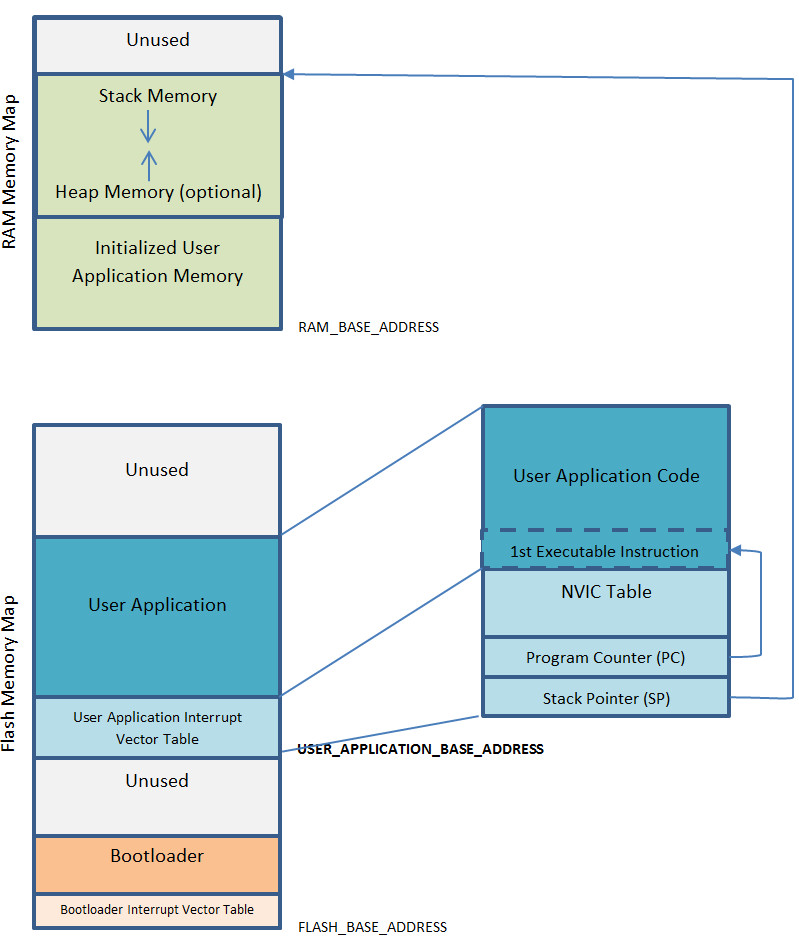 RAM Memory Map
Unused
Stack Memory
Heap Memory (optional)
Initialized User
Application Memory
RAM_BASE_ADDRESS
Flash Memory Map
Unused
User Application
User Application Interrupt
Vector Table
USER_APPLICATION_BASE_ADDRESS
Unused
Bootloader
Bootloader Interrupt Vector Table
FLASH_BASE_ADDRESS
User Application Code
1st Executable Instruction
NVIC Table
Program Counter (PC)
Stack Pointer (SP)